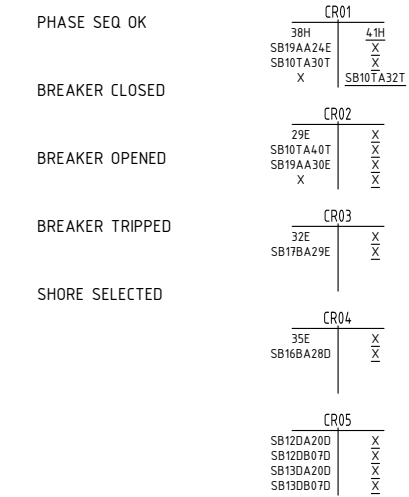 PHASE SEQ OK
BREAKER CLOSED
BREAKER OPENED
BREAKER TRIPPED
SHORE SELECTED
CR01
38H 41H
SB19AA24E X
SB10TA30T X
X SB10TA32T
CR02
29E X
SB10TA40T X
SB19AA30E X
X X
CR03
32E X
SB17BA29E X
CR04
35E X
SB16BA28D X
CR05
SB12DA20D X
SB12DB07D X
SB13DA20D X
SB13DB07D X